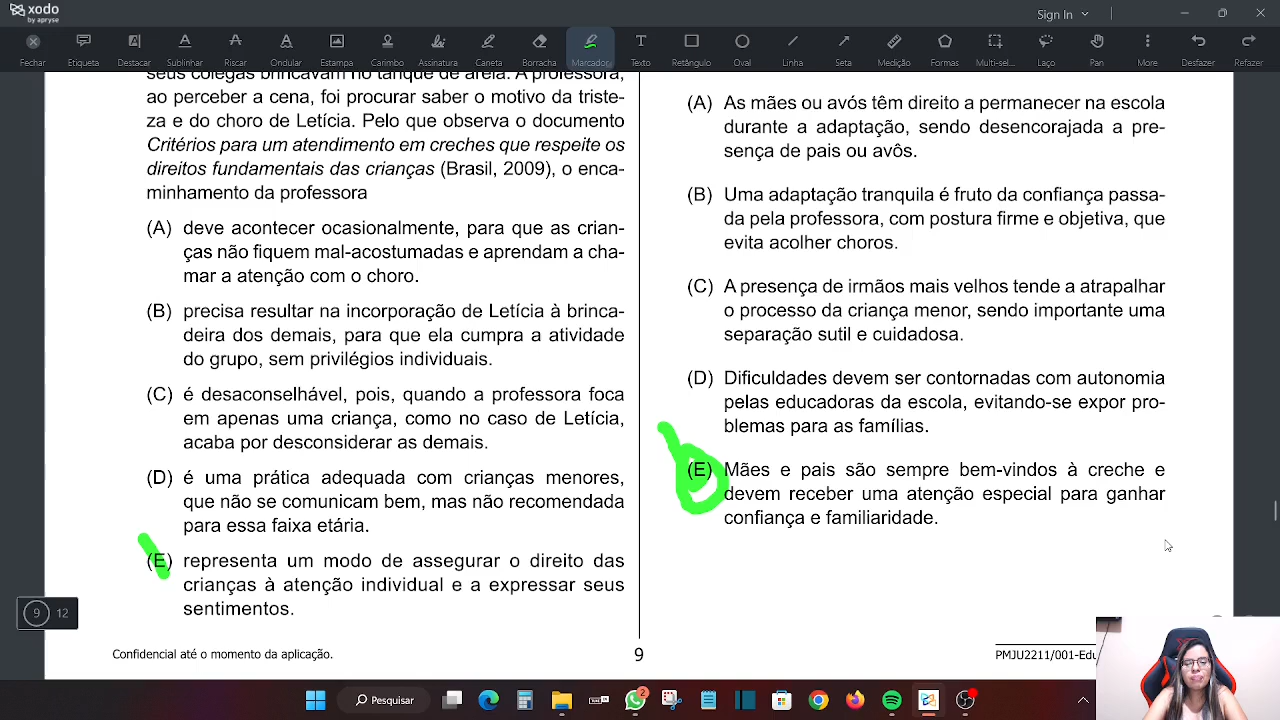 xodo
by apryse
Sign In
Fechar
Etiqueta
Destacar
Sublinhar
Riscar
Ondular
Estampa
Carimbo
Assinatura
Caneta
Borracha
Marcador
Texto
Retângulo
Oval
Linha
Seta
Medição
Formas
Multi-sel...
Laço
Pan
More
Desfazer
Refazer
seus colegas brincavam no tanque de areia. A professora,
ao perceber a cena, foi procurar saber o motivo da triste-
za e do choro de Letícia. Pelo que observa o documento
Critérios para um atendimento em creches que respeite os
direitos fundamentais das crianças (Brasil, 2009), o enca-
minhamento da professora
(A) deve acontecer ocasionalmente, para que as crian-
ças não fiquem mal-acostumadas e aprendam a cha-
mar a atenção com o choro.
(B) precisa resultar na incorporação de Letícia à brinca-
deira dos demais, para que ela cumpra a atividade
do grupo, sem privilégios individuais.
(C) é desaconselhável, pois, quando a professora foca
em apenas uma criança, como no caso de Letícia,
acaba por desconsiderar as demais.
(D) é uma prática adequada com crianças menores,
que não se comunicam bem, mas não recomendada
para essa faixa etária.
(E) representa um modo de assegurar o direito das
crianças à atenção individual e a expressar seus
sentimentos.
(A) As mães ou avós têm direito a permanecer na escola
durante a adaptação, sendo desencorajada a pre-
sença de pais ou avôs.
(B) Uma adaptação tranquila é fruto da confiança passa-
da pela professora, com postura firme e objetiva, que
evita acolher choros.
(C) A presença de irmãos mais velhos tende a atrapalhar
o processo da criança menor, sendo importante uma
separação sutil e cuidadosa.
(D) Dificuldades devem ser contornadas com autonomia
pelas educadoras da escola, evitando-se expor pro-
blemas para as famílias.
(E) Mães e pais são sempre bem-vindos à creche e
devem receber uma atenção especial para ganhar
confiança e familiaridade.
9 12
Confidencial até o momento da aplicação.
9
PMJU2211/001-Edu
Pesquisar
2